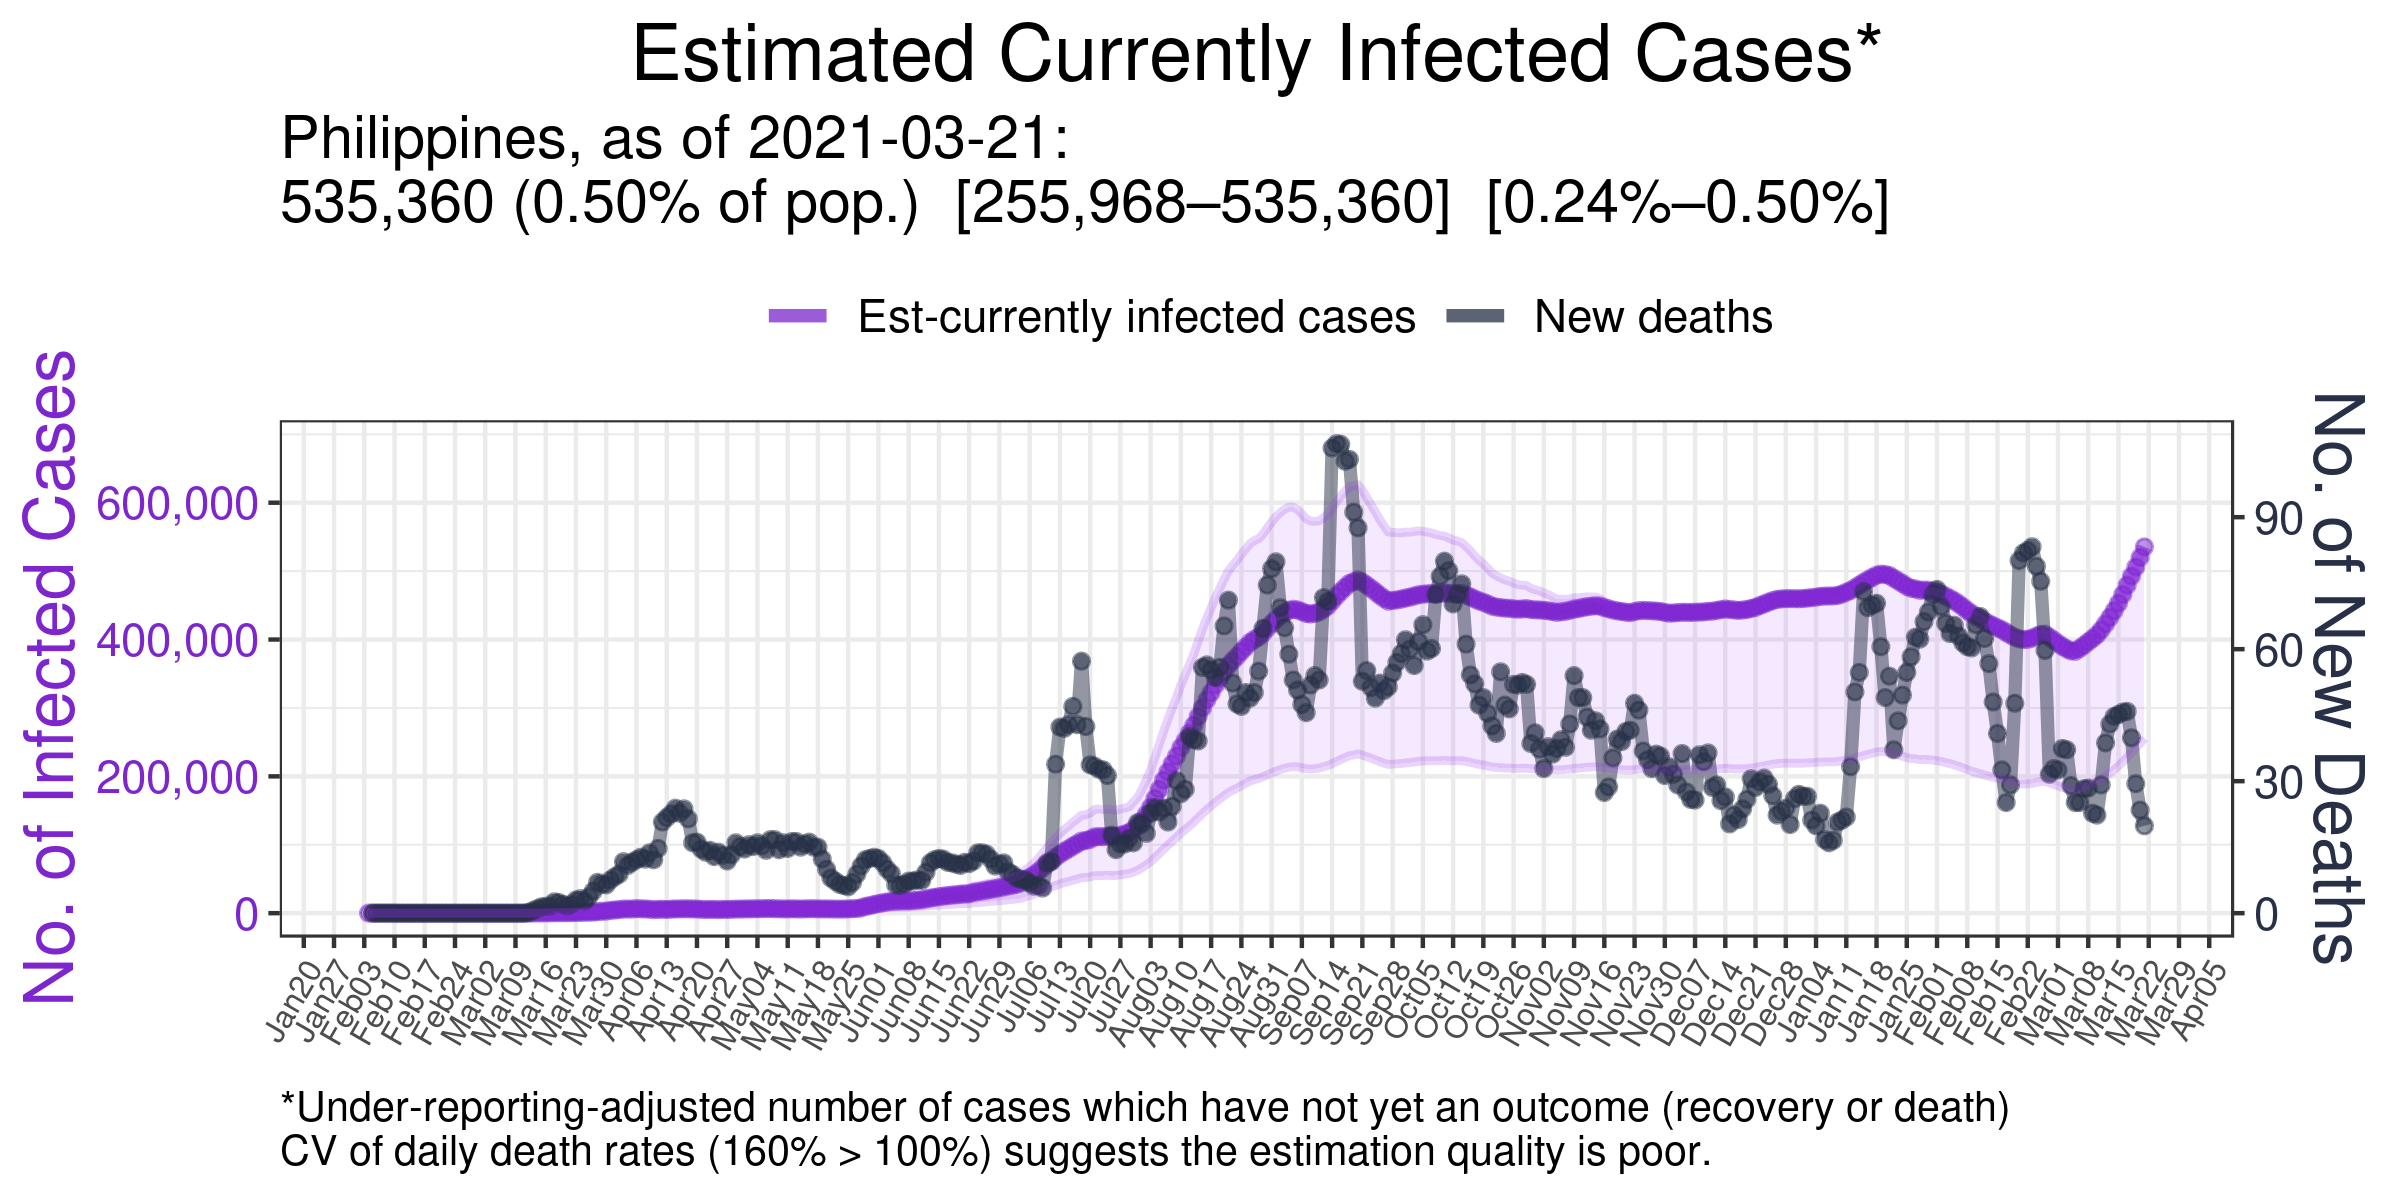 Estimated Currently Infected Cases*
Philippines, as of 2021-03-21:
535,360 (0.50% of pop.) [255,968–535,360] [0.24%–0.50%]
Est-currently infected cases
New deaths
No. of Infected Cases
600,000
400,000
200,000
0
90
60
30
0
No. of New Deaths
Jan20
Jan27
Feb03
Feb10
Feb17
Feb24
Mar02
Mar09
Mar16
Mar23
Mar30
Apr06
Apr13
Apr20
Apr27
May04
May11
May18
May25
Jun01
Jun08
Jun15
Jun22
Jun29
Jul06
Jul13
Jul20
Jul27
Aug03
Aug10
Aug17
Aug24
Aug31
Sep07
Sep14
Sep21
Sep28
Oct05
Oct12
Oct19
Oct26
Nov02
Nov09
Nov16
Nov23
Nov30
Dec07
Dec14
Dec21
Dec28
Jan04
Jan11
Jan18
Jan25
Feb01
Feb08
Feb15
Feb22
Mar01
Mar08
Mar15
Mar22
Mar29
Apr05
*Under-reporting-adjusted number of cases which have not yet an outcome (recovery or death)
CV of daily death rates (160% > 100%) suggests the estimation quality is poor.